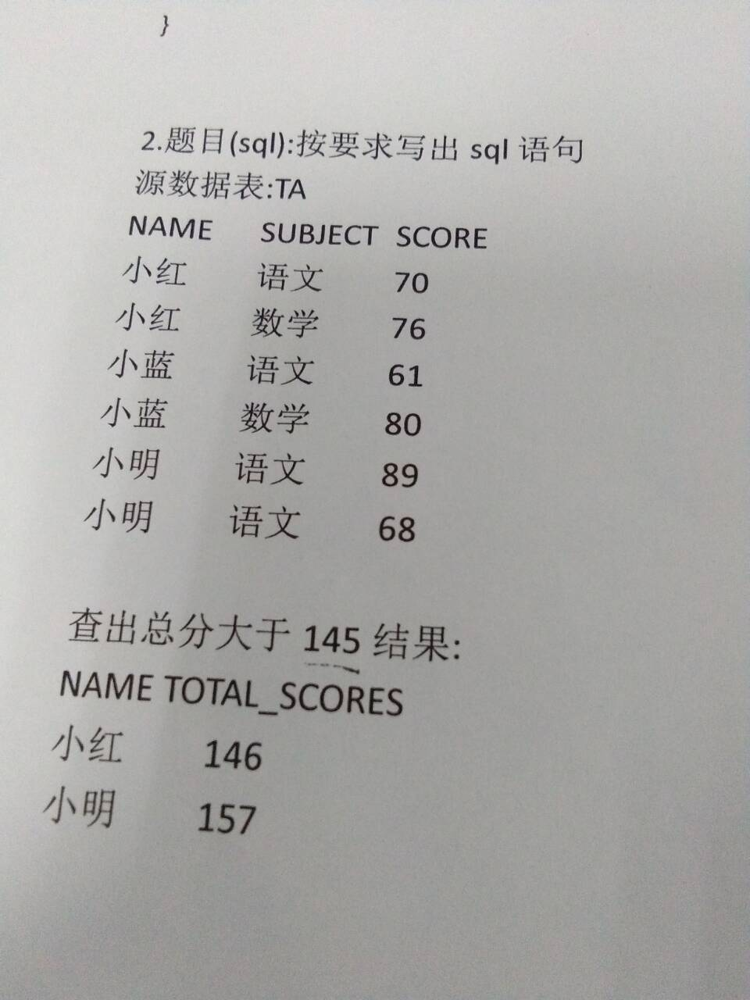 }
2.题目(sql):按要求写出 sql 语句
源数据表:TA
NAME SUBJECT SCORE
小红 语文 70
小红 数学 76
小蓝 语文 61
小蓝 数学 80
小明 语文 89
小明 语文 68
查出总分大于 145 结果:
NAME TOTAL_SCORES
小红 146
小明 157